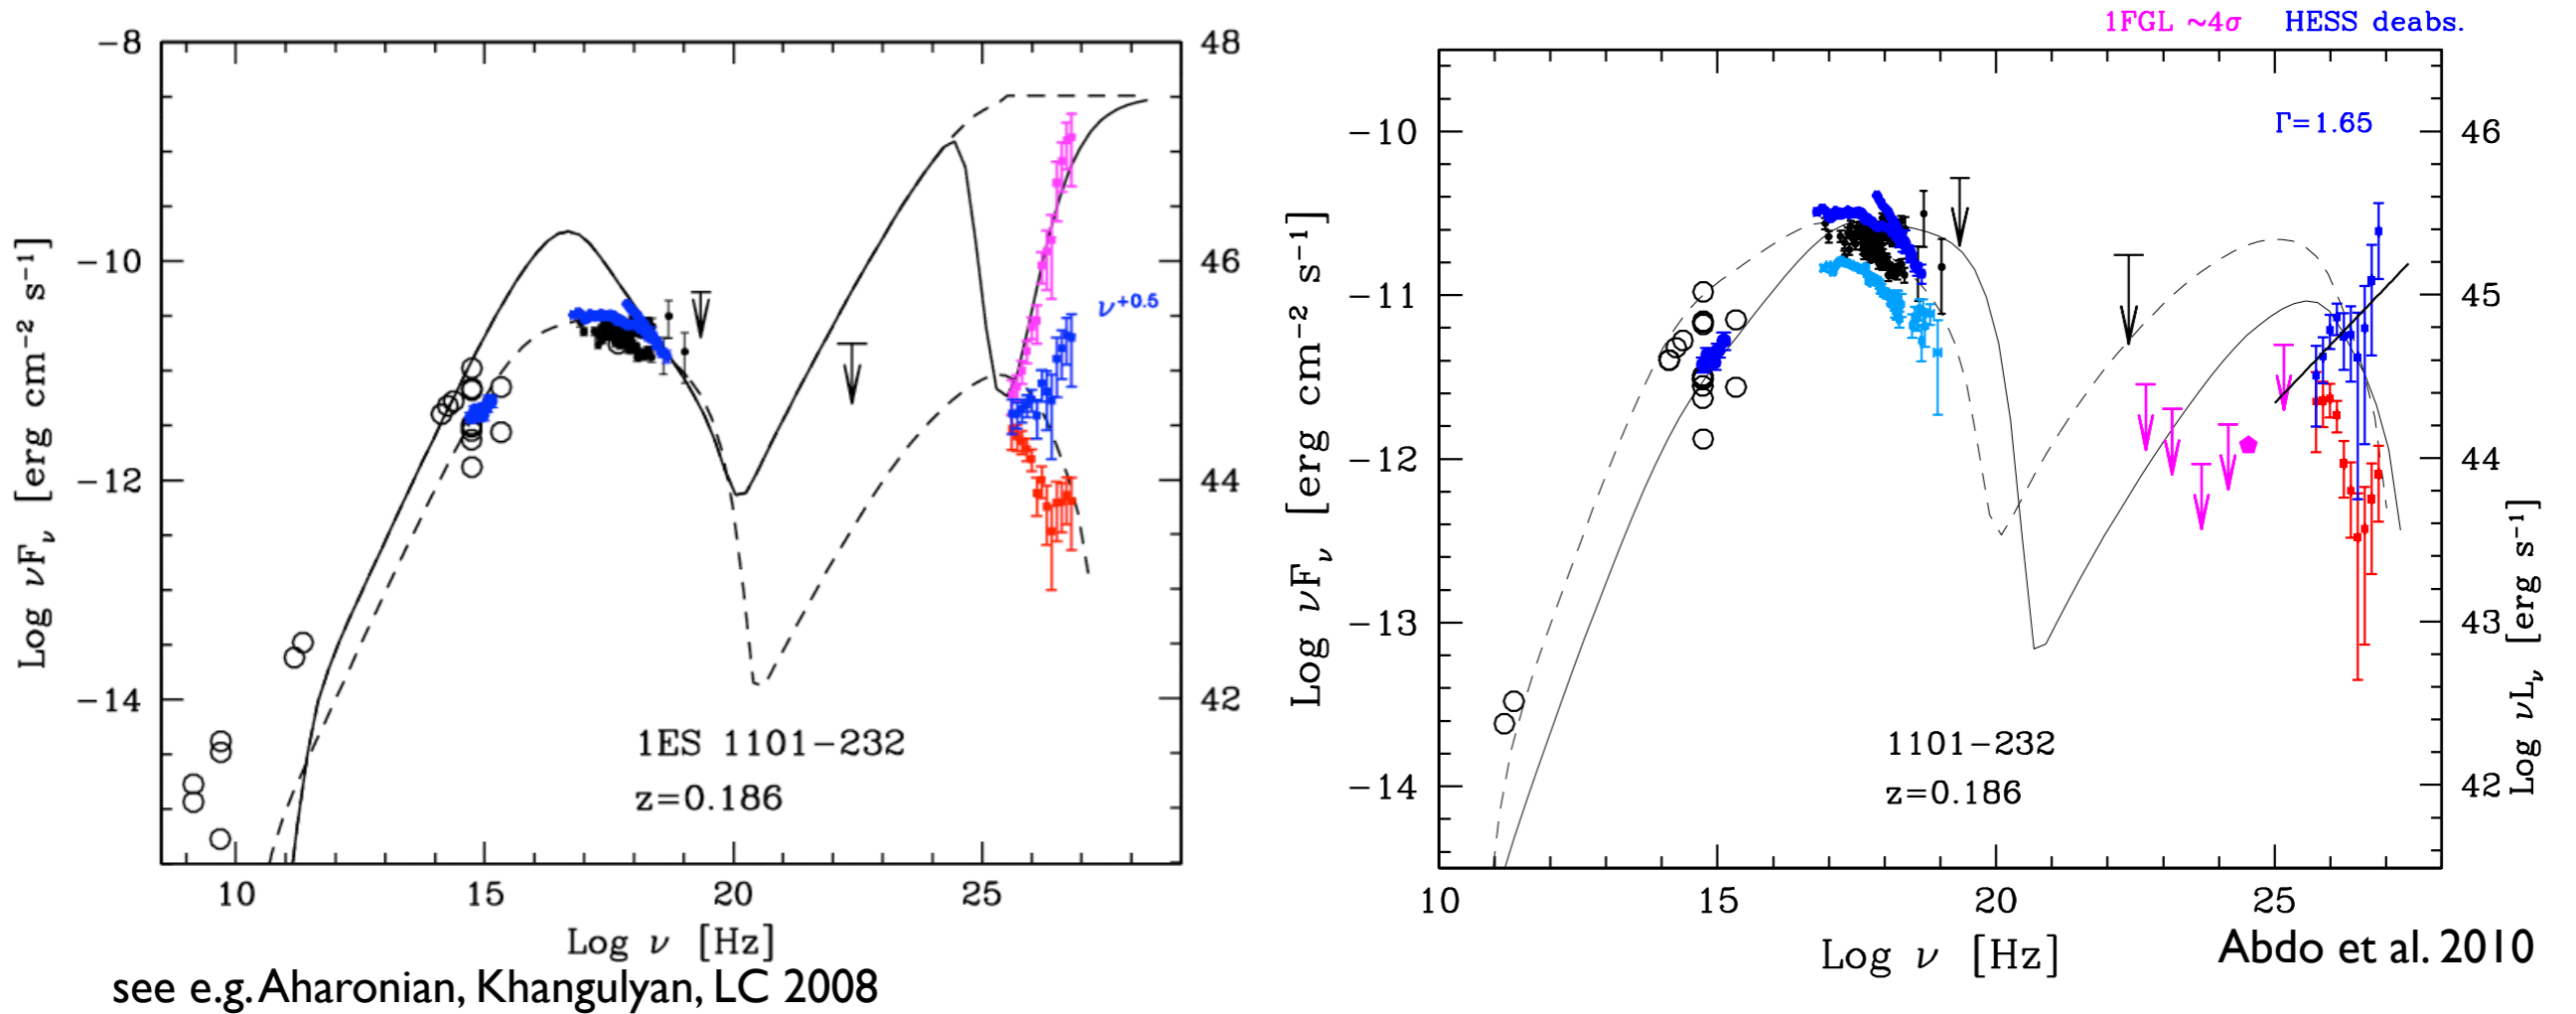 1FGL ~4σ HESS deabs.
-8
-10
-12
-14
48
46
44
42
Log νFν [erg cm−2 s−1]
ν+0.5
1ES 1101-232
z=0.186
10 15 20 25
Log ν [Hz]
see e.g. Aharonian, Khangulyan, LC 2008
-10
-11
-12
-13
-14
46
45
44
43
42
Log νFν [erg cm−2 s−1]
Γ=1.65
1101-232
z=0.186
Log νLν [erg s−1]
10 15 20 25
Log ν [Hz]
Abdo et al. 2010